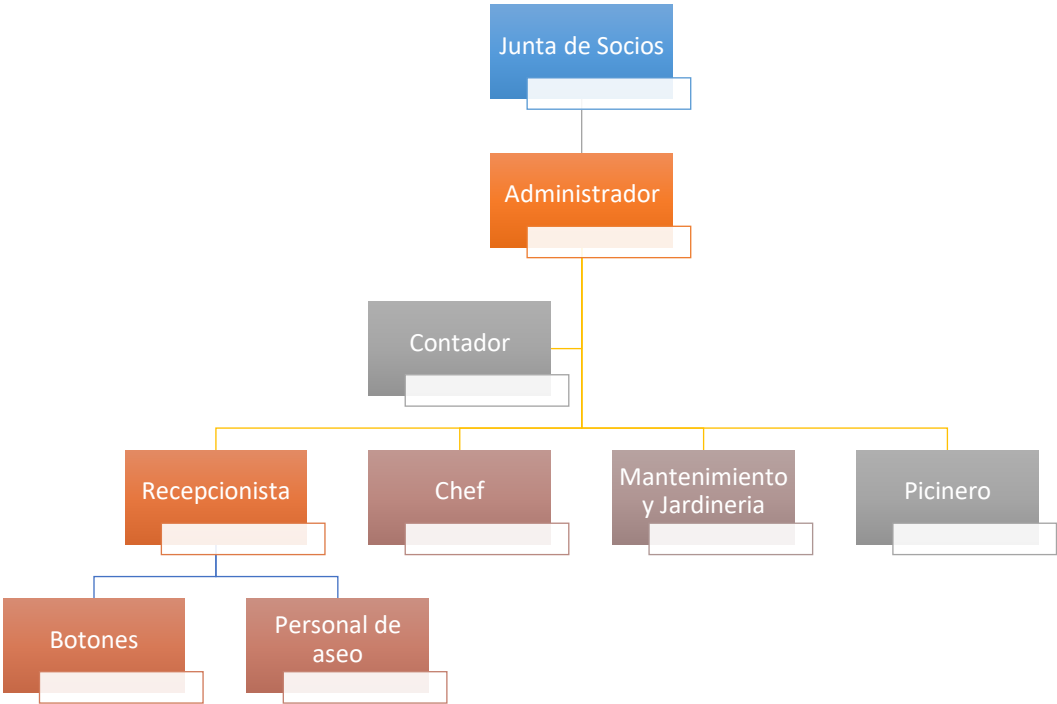 Junta de Socios
Administrador
Contador
Recepcionista
Chef
Mantenimiento
y Jardineria
Picinero
Botones
Personal de
aseo